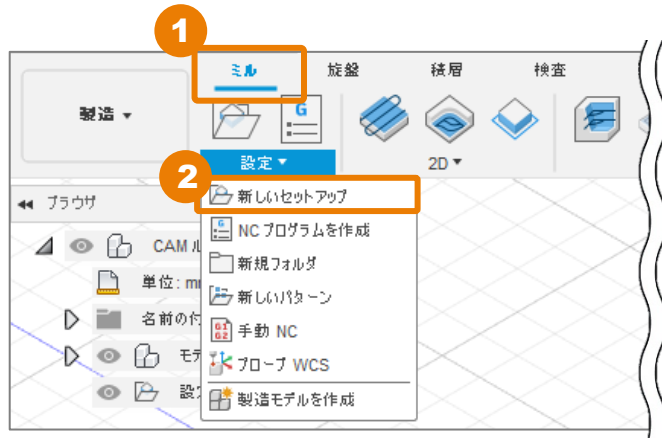 1
ミル 旋盤 積層 検査
製造
設定 2D
2
新しいセットアップ
ブラウザ
NC プログラムを作成
CAM ル
新規フォルダ
単位: mm
新しいパターン
名前の付
手動 NC
モデ
プローブ WCS
設定
製造モデルを作成